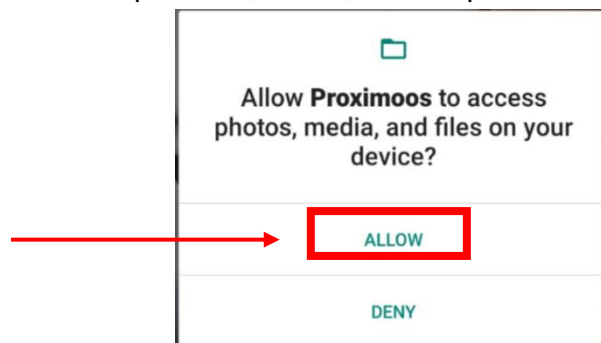 Allow Proximoos to access
photos, media, and files on your
device?
ALLOW
DENY